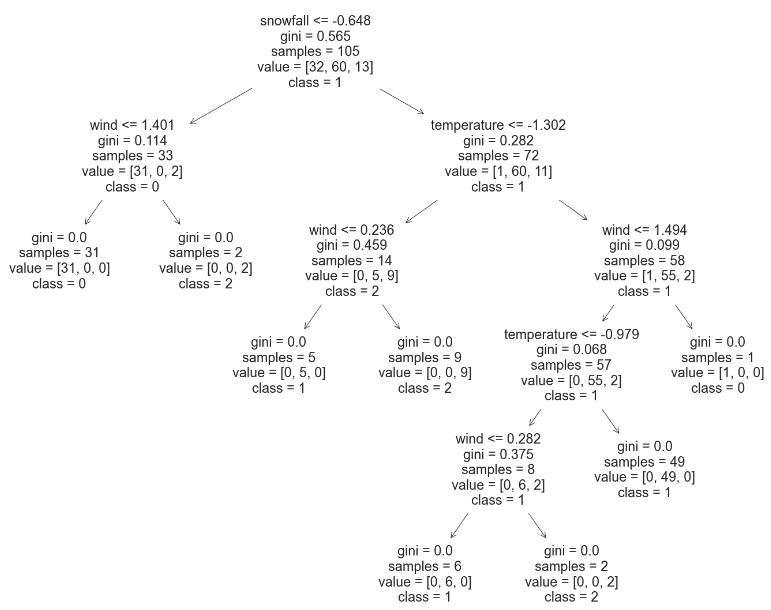 snowfall <= -0.648
gini = 0.565
samples = 105
value = [32, 60, 13]
class = 1
wind <= 1.401
gini = 0.114
samples = 33
value = [31, 0, 2]
class = 0
temperature <= -1.302
gini = 0.282
samples = 72
value = [1, 60, 11]
class = 1
gini = 0.0
samples = 31
value = [31, 0, 0]
class = 0
gini = 0.0
samples = 2
value = [0, 0, 2]
class = 2
wind <= 0.236
gini = 0.459
samples = 14
value = [0, 5, 9]
class = 2
wind <= 1.494
gini = 0.099
samples = 58
value = [1, 55, 2]
class = 1
gini = 0.0
samples = 5
value = [0, 5, 0]
class = 1
gini = 0.0
samples = 9
value = [0, 0, 9]
class = 2
temperature <= -0.979
gini = 0.068
samples = 57
value = [0, 55, 2]
class = 1
gini = 0.0
samples = 1
value = [1, 0, 0]
class = 0
wind <= 0.282
gini = 0.375
samples = 8
value = [0, 6, 2]
class = 1
gini = 0.0
samples = 49
value = [0, 49, 0]
class = 1
gini = 0.0
samples = 6
value = [0, 6, 0]
class = 1
gini = 0.0
samples = 2
value = [0, 0, 2]
class = 2